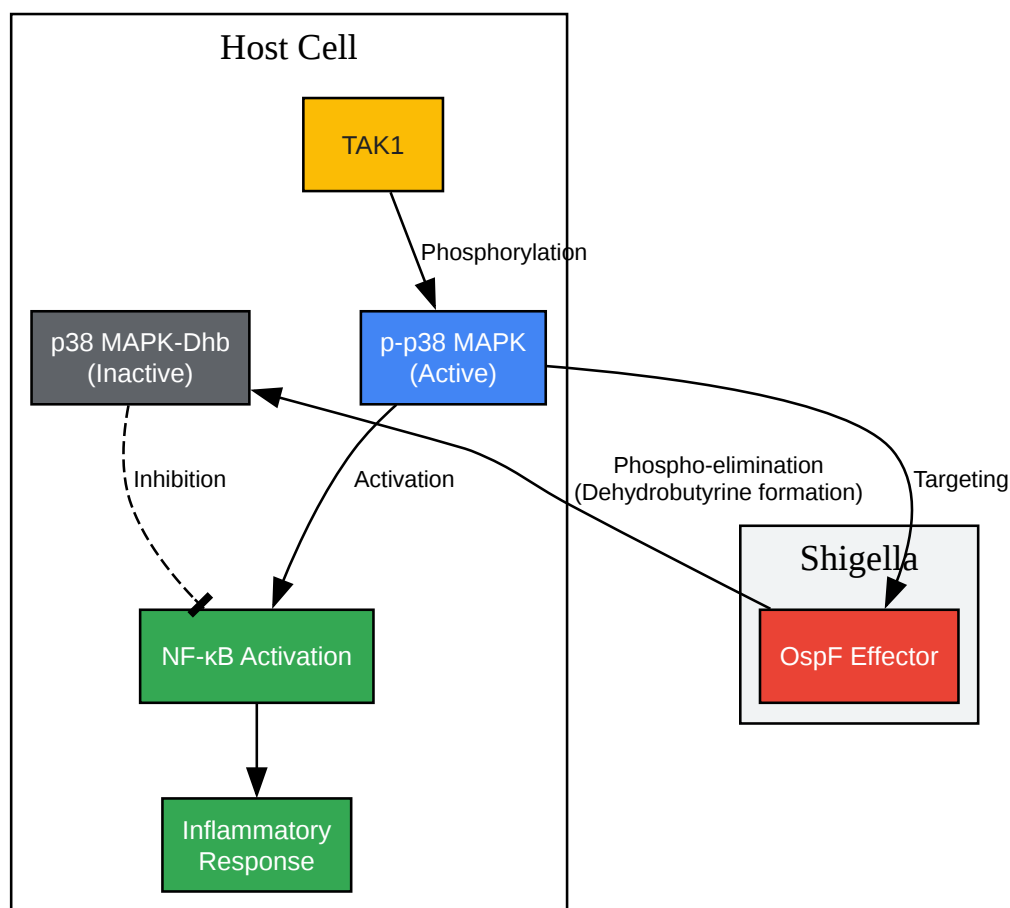 Host Cell
TAK1
Phosphorylation
p38 MAPK-Dhb
(Inactive)
p-p38 MAPK
(Active)
Inhibition
Activation
Phospho-elimination
(Dehydrobutyrine formation)
Targeting
Shigella
NF-κB Activation
OspF Effector
Inflammatory
Response